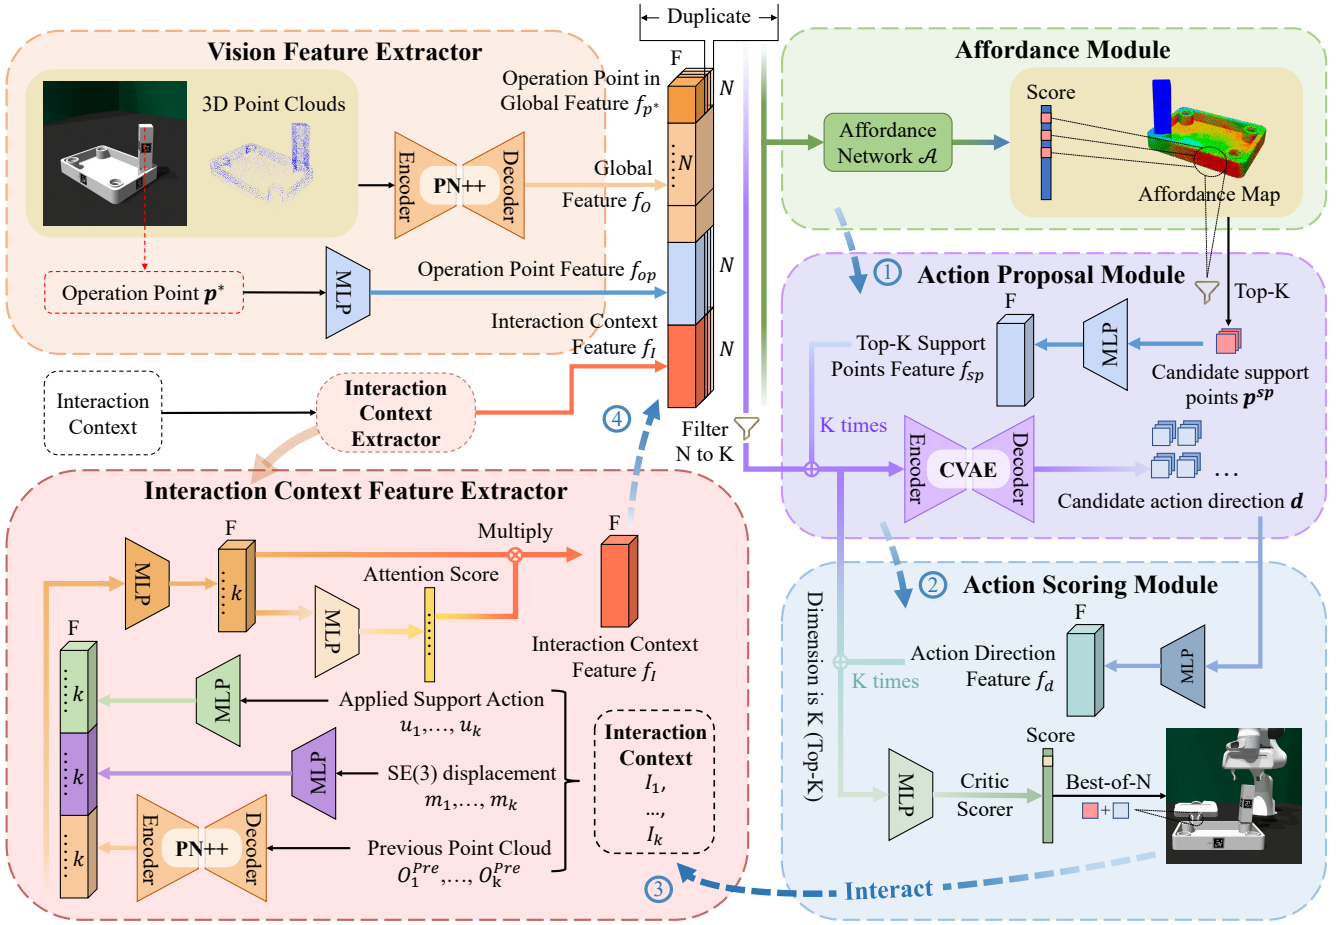 Duplicate
Vision Feature Extractor
3D Point Clouds
Encoder
PN++
Decoder
Operation Point p*
MLP
Operation Point in
Global Feature f_{p*}
Global
Feature f_O
Operation Point Feature f_{op}
Interaction Context
Feature f_I
F
N
N
N
N
Filter
N to K
Interaction
Context
Interaction
Context
Extractor
Affordance Module
Affordance
Network 𝒜
Score
Affordance Map
①
Action Proposal Module
Top-K
F
MLP
Top-K Support
Points Feature f_{sp}
Candidate support
points p^{sp}
K times
Encoder
CVAE
Decoder
...
Candidate action direction d
②
Action Scoring Module
Dimension is K (Top-K)
F
MLP
Action Direction
Feature f_d
K times
MLP
Critic
Scorer
Score
Best-of-N
+
④
Interaction Context Feature Extractor
MLP
F
...... k
Multiply
Attention Score
MLP
......
F
Interaction Context
Feature f_I
F
...... k
...... k
...... k
MLP
Applied Support Action
u_1,…, u_k
MLP
SE(3) displacement
m_1,…, m_k
Encoder
PN++
Decoder
Previous Point Cloud
O_1^{Pre},…, O_k^{Pre}
Interaction
Context
I_1,
…,
I_k
③
Interact